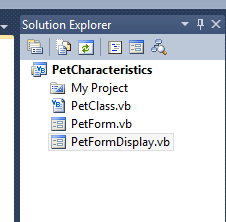 Solution Explorer
PetCharacteristics
My Project
PetClass.vb
PetForm.vb
PetFormDisplay.vb